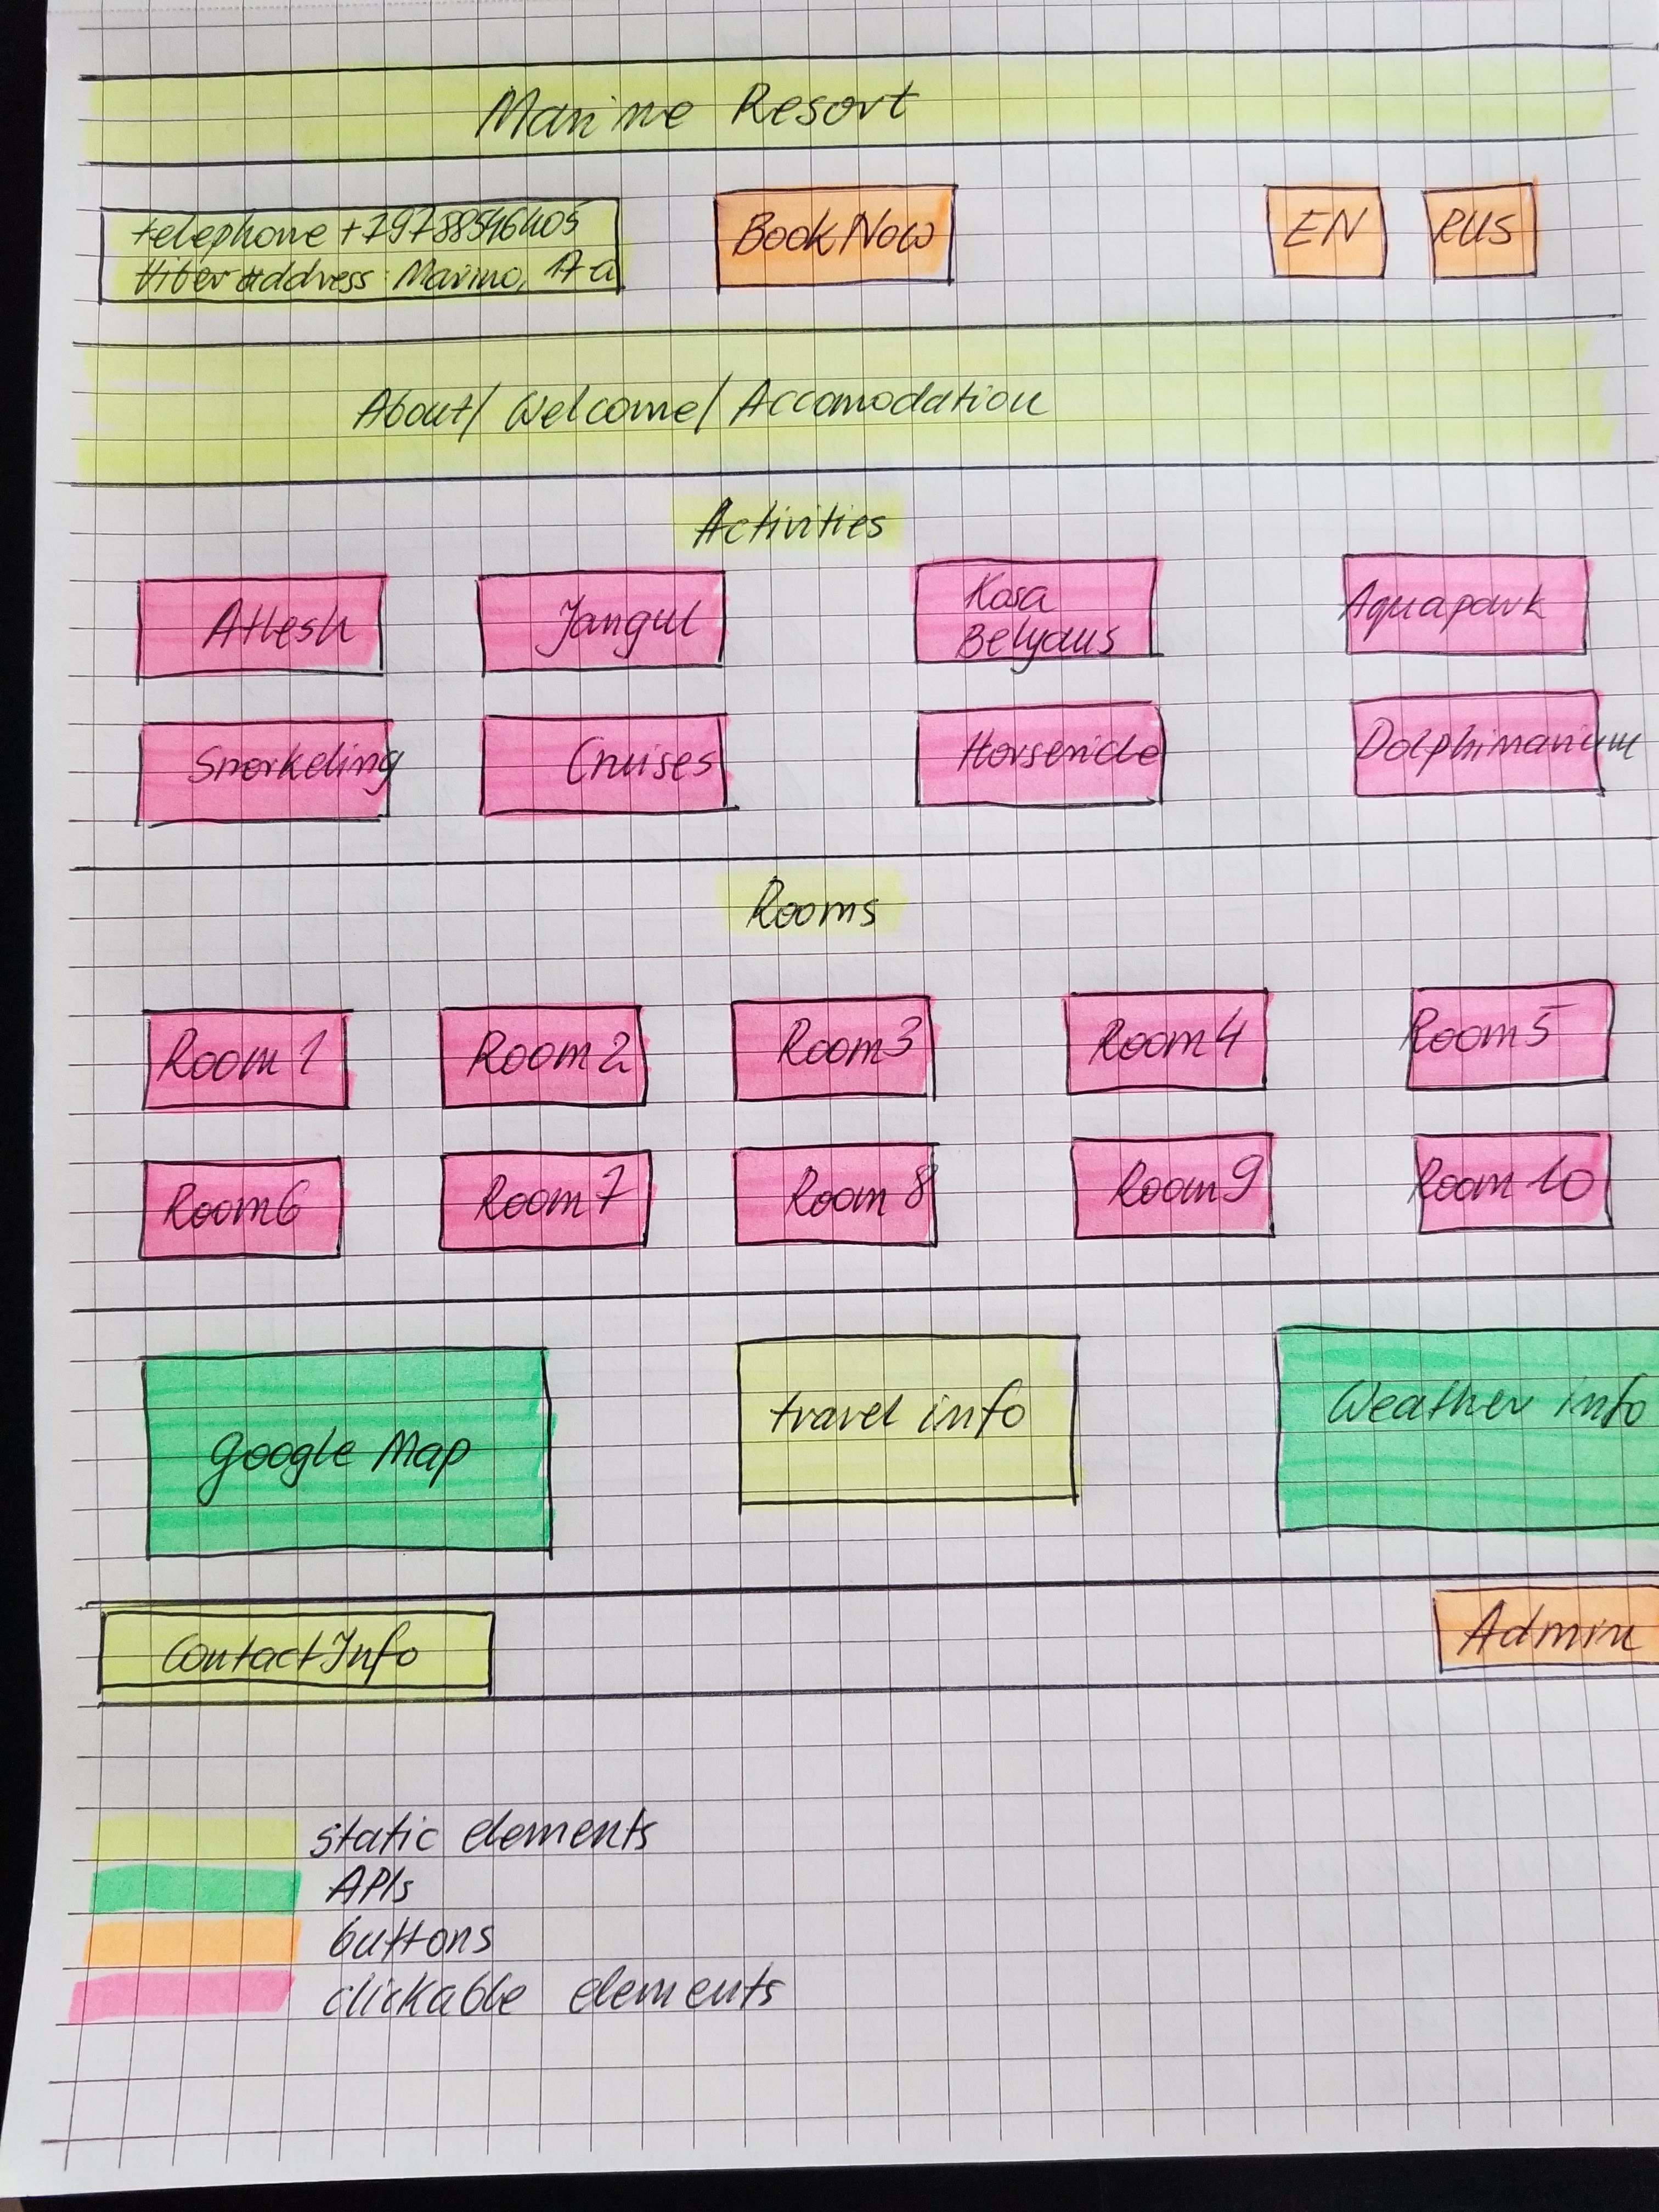 Marine Resort
telephone +79788546405
Viber address: Marino, 17-a
Book Now
EN
RUS
About/ Welcome/ Accomodation
Activities
Atlesh
Jangul
Kosa
Belyaus
Aquapark
Snorkeling
Cruises
Horseride
Dolphinarium
Rooms
Room 1
Room 2
Room 3
Room 4
Room 5
Room 6
Room 7
Room 8
Room 9
Room 10
Google Map
travel info
Weather info
Contact Info
Admin
static elements
APIs
buttons
clickable elements